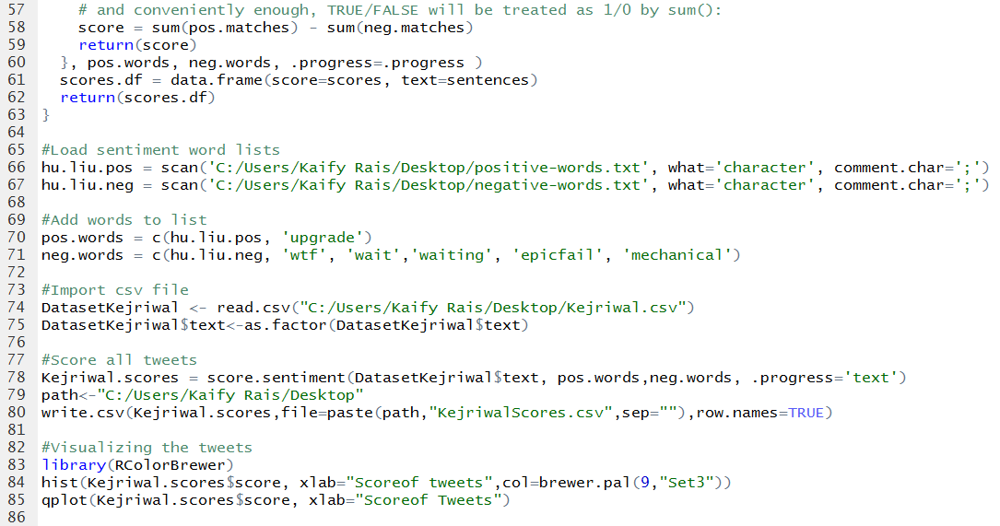 57 # and conveniently enough, TRUE/FALSE will be treated as 1/0 by sum():
58 score = sum(pos.matches) - sum(neg.matches)
59 return(score)
60 }, pos.words, neg.words, .progress=.progress )
61 scores.df = data.frame(score=scores, text=sentences)
62 return(scores.df)
63 }
64
65 #Load sentiment word lists
66 hu.liu.pos = scan('C:/Users/Kaify Rais/Desktop/positive-words.txt', what='character', comment.char=';')
67 hu.liu.neg = scan('C:/Users/Kaify Rais/Desktop/negative-words.txt', what='character', comment.char=';')
68
69 #Add words to list
70 pos.words = c(hu.liu.pos, 'upgrade')
71 neg.words = c(hu.liu.neg, 'wtf', 'wait','waiting', 'epicfail', 'mechanical')
72
73 #Import csv file
74 DatasetKejriwal <- read.csv("C:/Users/Kaify Rais/Desktop/Kejriwal.csv")
75 DatasetKejriwal$text<-as.factor(DatasetKejriwal$text)
76
77 #Score all tweets
78 Kejriwal.scores = score.sentiment(DatasetKejriwal$text, pos.words,neg.words, .progress='text')
79 path<-"C:/Users/Kaify Rais/Desktop"
80 write.csv(Kejriwal.scores,file=paste(path,"KejriwalScores.csv",sep=""),row.names=TRUE)
81
82 #Visualizing the tweets
83 library(RColorBrewer)
84 hist(Kejriwal.scores$score, xlab="Scoreof tweets",col=brewer.pal(9,"Set3"))
85 qplot(Kejriwal.scores$score, xlab="Scoreof Tweets")
86